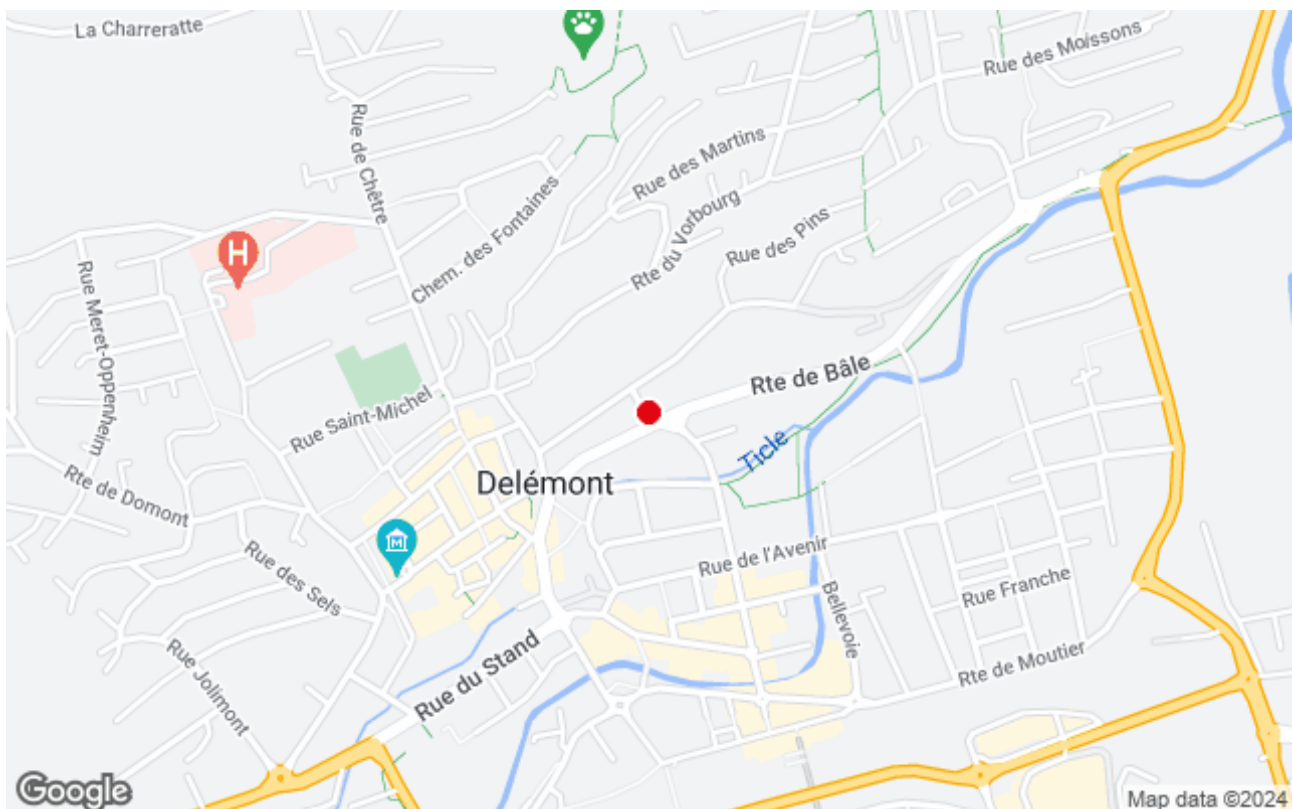 La Charreratte
Rue des Moissons
Rue de Chêtre
Rue des Martins
Chem. des Fontaines
Rte du Vorbourg
Rue des Pins
H
Rue Meret-Oppenheim
Rte de Bâle
Rue Saint-Michel
Ticle
Delémont
Rte de Domont
M
Rue de l'Avenir
Rue des Sels
Rue Franche
Bellevoie
Rue du Stand
Rte de Moutier
Rue Jolimont
Google
Map data ©2024